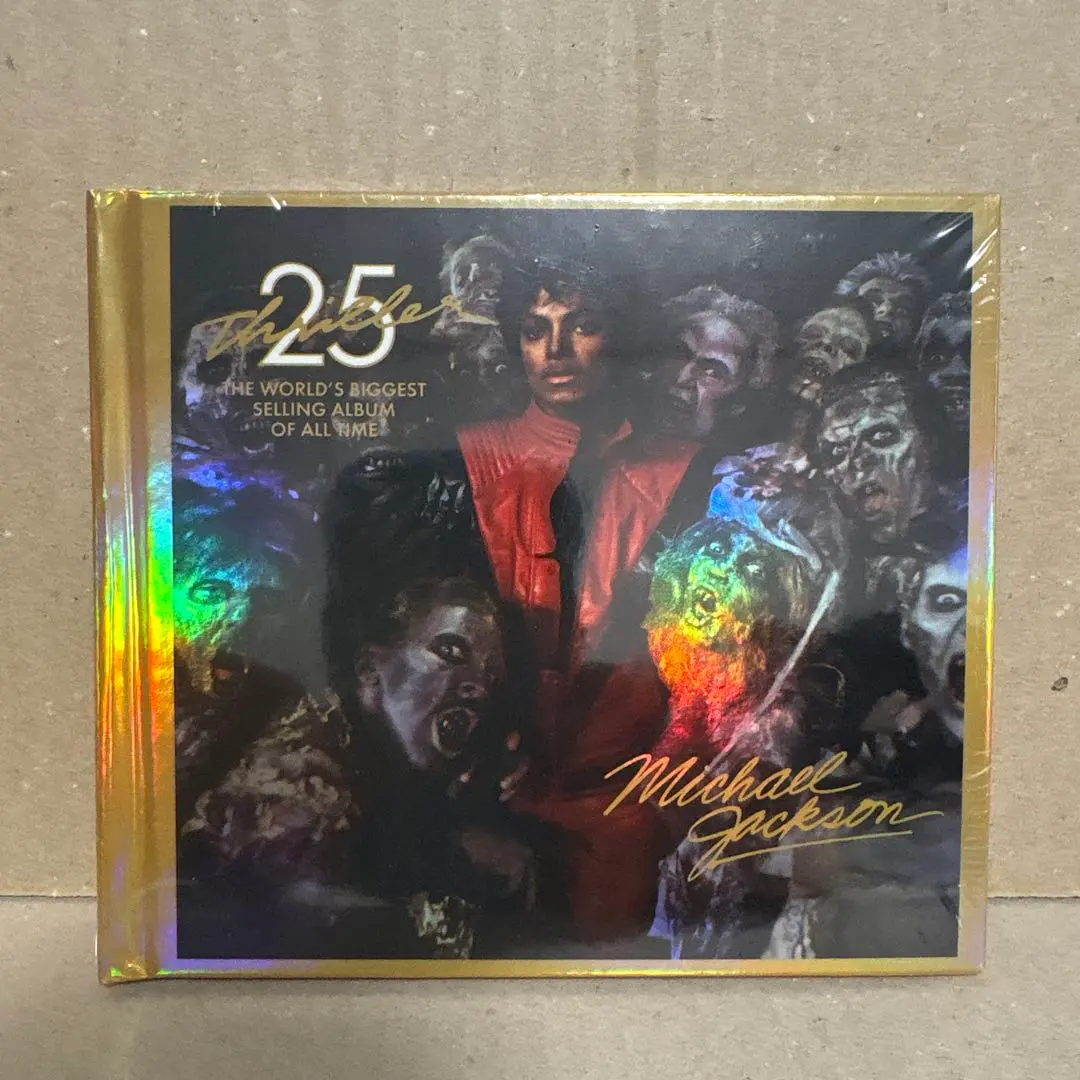 25
Thriller
THE WORLD'S BIGGEST
SELLING ALBUM
OF ALL TIME
Michael
Jackson